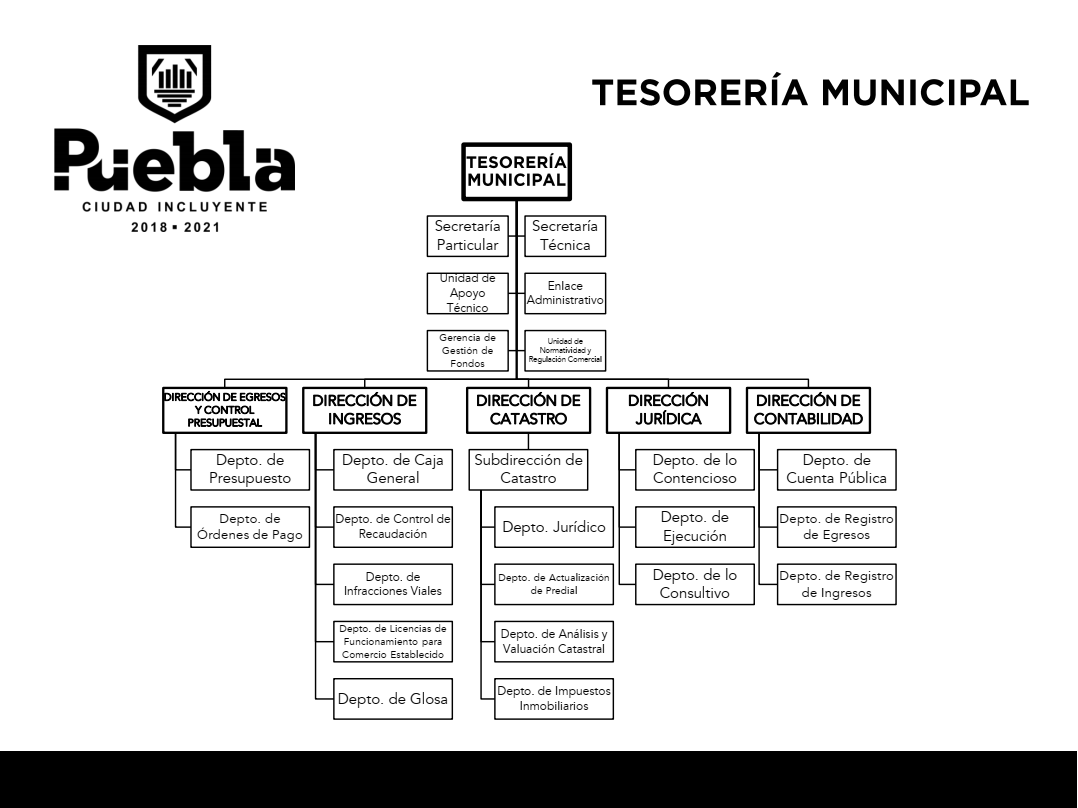 Puebla
CIUDAD INCLUYENTE
2018 ▪ 2021
TESORERÍA MUNICIPAL
TESORERÍA
MUNICIPAL
Secretaría
Particular
Secretaría
Técnica
Unidad de
Apoyo
Técnico
Enlace
Administrativo
Gerencia de
Gestión de
Fondos
Unidad de
Normatividad y
Regulación Comercial
DIRECCIÓN DE EGRESOS
Y CONTROL
PRESUPUESTAL
Depto. de
Presupuesto
Depto. de
Órdenes de Pago
DIRECCIÓN DE
INGRESOS
Depto. de Caja
General
Depto. de Control de
Recaudación
Depto. de
Infracciones Viales
Depto. de Licencias de
Funcionamiento para
Comercio Establecido
Depto. de Glosa
DIRECCIÓN DE
CATASTRO
Subdirección de
Catastro
Depto. Jurídico
Depto. de Actualización
de Predial
Depto. de Análisis y
Valuación Catastral
Depto. de Impuestos
Inmobiliarios
DIRECCIÓN
JURÍDICA
Depto. de lo
Contencioso
Depto. de
Ejecución
Depto. de lo
Consultivo
DIRECCIÓN DE
CONTABILIDAD
Depto. de
Cuenta Pública
Depto. de Registro
de Egresos
Depto. de Registro
de Ingresos